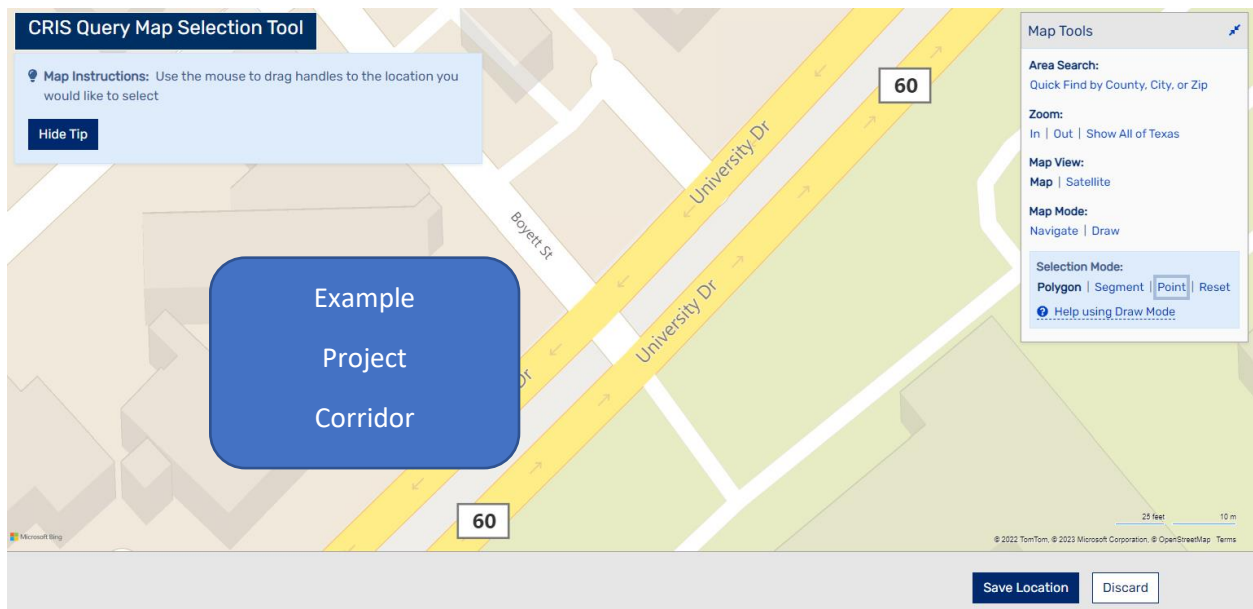 CRIS Query Map Selection Tool
Map Instructions: Use the mouse to drag handles to the location you
would like to select
Hide Tip
60
University Dr
Boyett St
University Dr
Dr
60
Example
Project
Corridor
Map Tools
Area Search:
Quick Find by County, City, or Zip
Zoom:
In | Out | Show All of Texas
Map View:
Map | Satellite
Map Mode:
Navigate | Draw
Selection Mode:
Polygon | Segment | Point | Reset
? Help using Draw Mode
25 feet 10 m
Microsoft Bing
© 2022 TomTom, © 2023 Microsoft Corporation, © OpenStreetMap Terms
Save Location
Discard